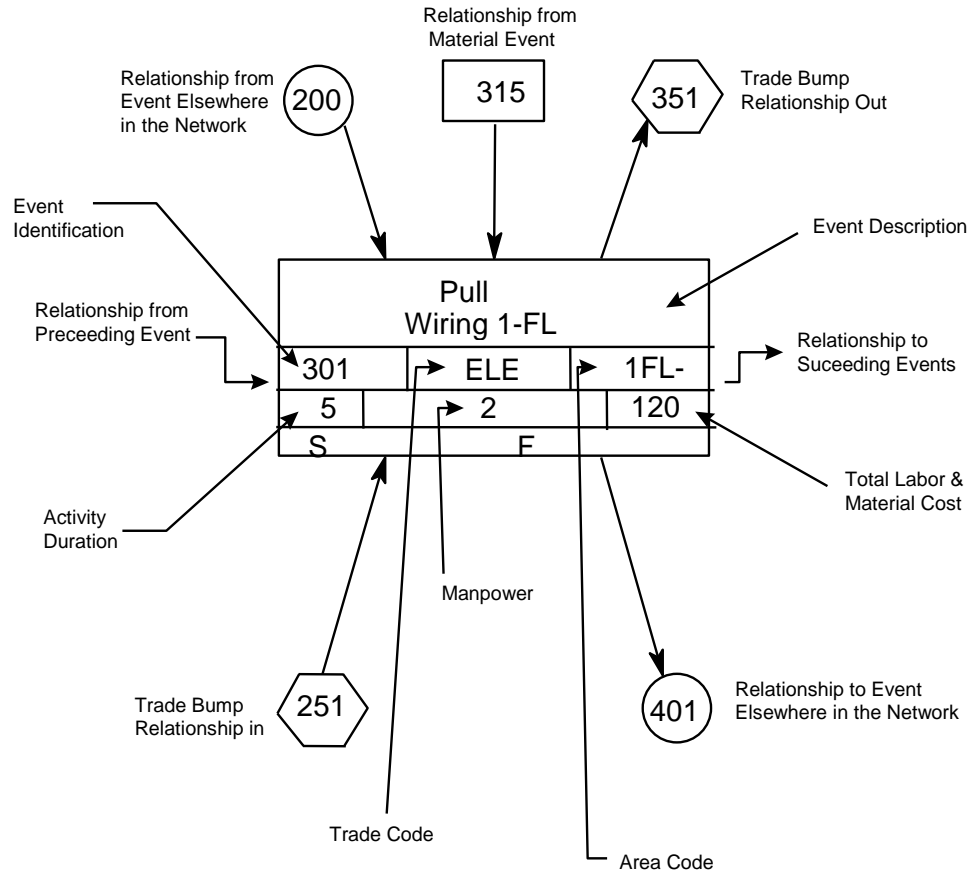 Relationship from
Material Event
Relationship from
Event Elsewhere
in the Network
200
315
351
Trade Bump
Relationship Out
Event
Identification
Event Description
Pull
Wiring 1-FL
Relationship from
Preceeding Event
Relationship to
Suceeding Events
301 ELE 1FL-
5 2 120
S F
Total Labor &
Material Cost
Activity
Duration
Manpower
Trade Bump
Relationship in
251
401
Relationship to Event
Elsewhere in the Network
Trade Code
Area Code